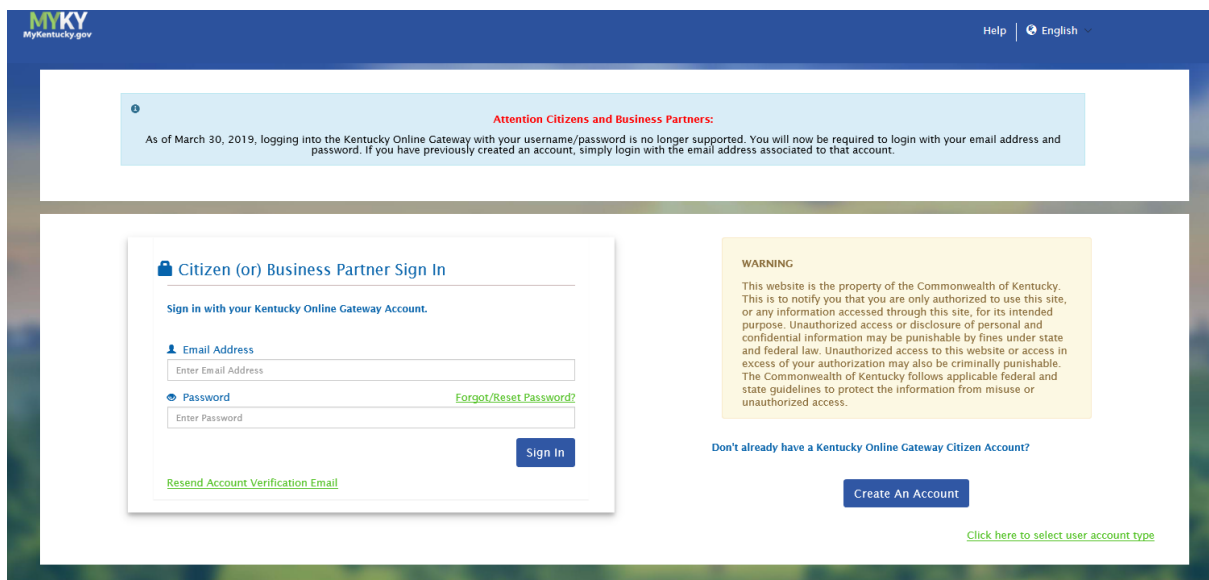 MYKY
MyKentucky.gov
Help
English
Attention Citizens and Business Partners:
As of March 30, 2019, logging into the Kentucky Online Gateway with your username/password is no longer supported. You will now be required to login with your email address and
password. If you have previously created an account, simply login with the email address associated to that account.
Citizen (or) Business Partner Sign In
Sign in with your Kentucky Online Gateway Account.
Email Address
Enter Email Address
Password
Forgot/Reset Password?
Enter Password
Sign In
Resend Account Verification Email
WARNING
This website is the property of the Commonwealth of Kentucky.
This is to notify you that you are only authorized to use this site,
or any information accessed through this site, for its intended
purpose. Unauthorized access or disclosure of personal and
confidential information may be punishable by fines under state
and federal law. Unauthorized access to this website or access in
excess of your authorization may also be criminally punishable.
The Commonwealth of Kentucky follows applicable federal and
state guidelines to protect the information from misuse or
unauthorized access.
Don't already have a Kentucky Online Gateway Citizen Account?
Create An Account
Click here to select user account type